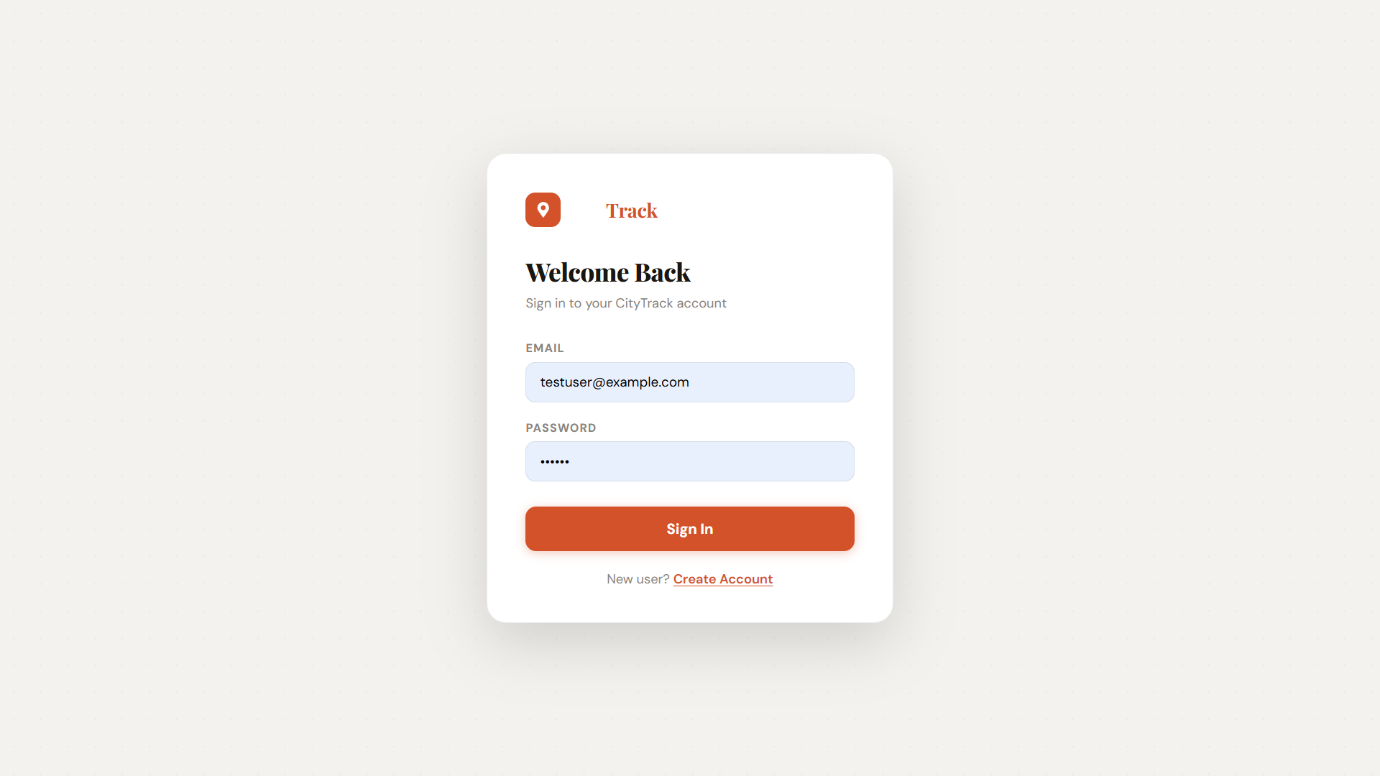 Track
Welcome Back
Sign in to your CityTrack account
EMAIL
testuser@example.com
PASSWORD
••••••
Sign In
New user? Create Account